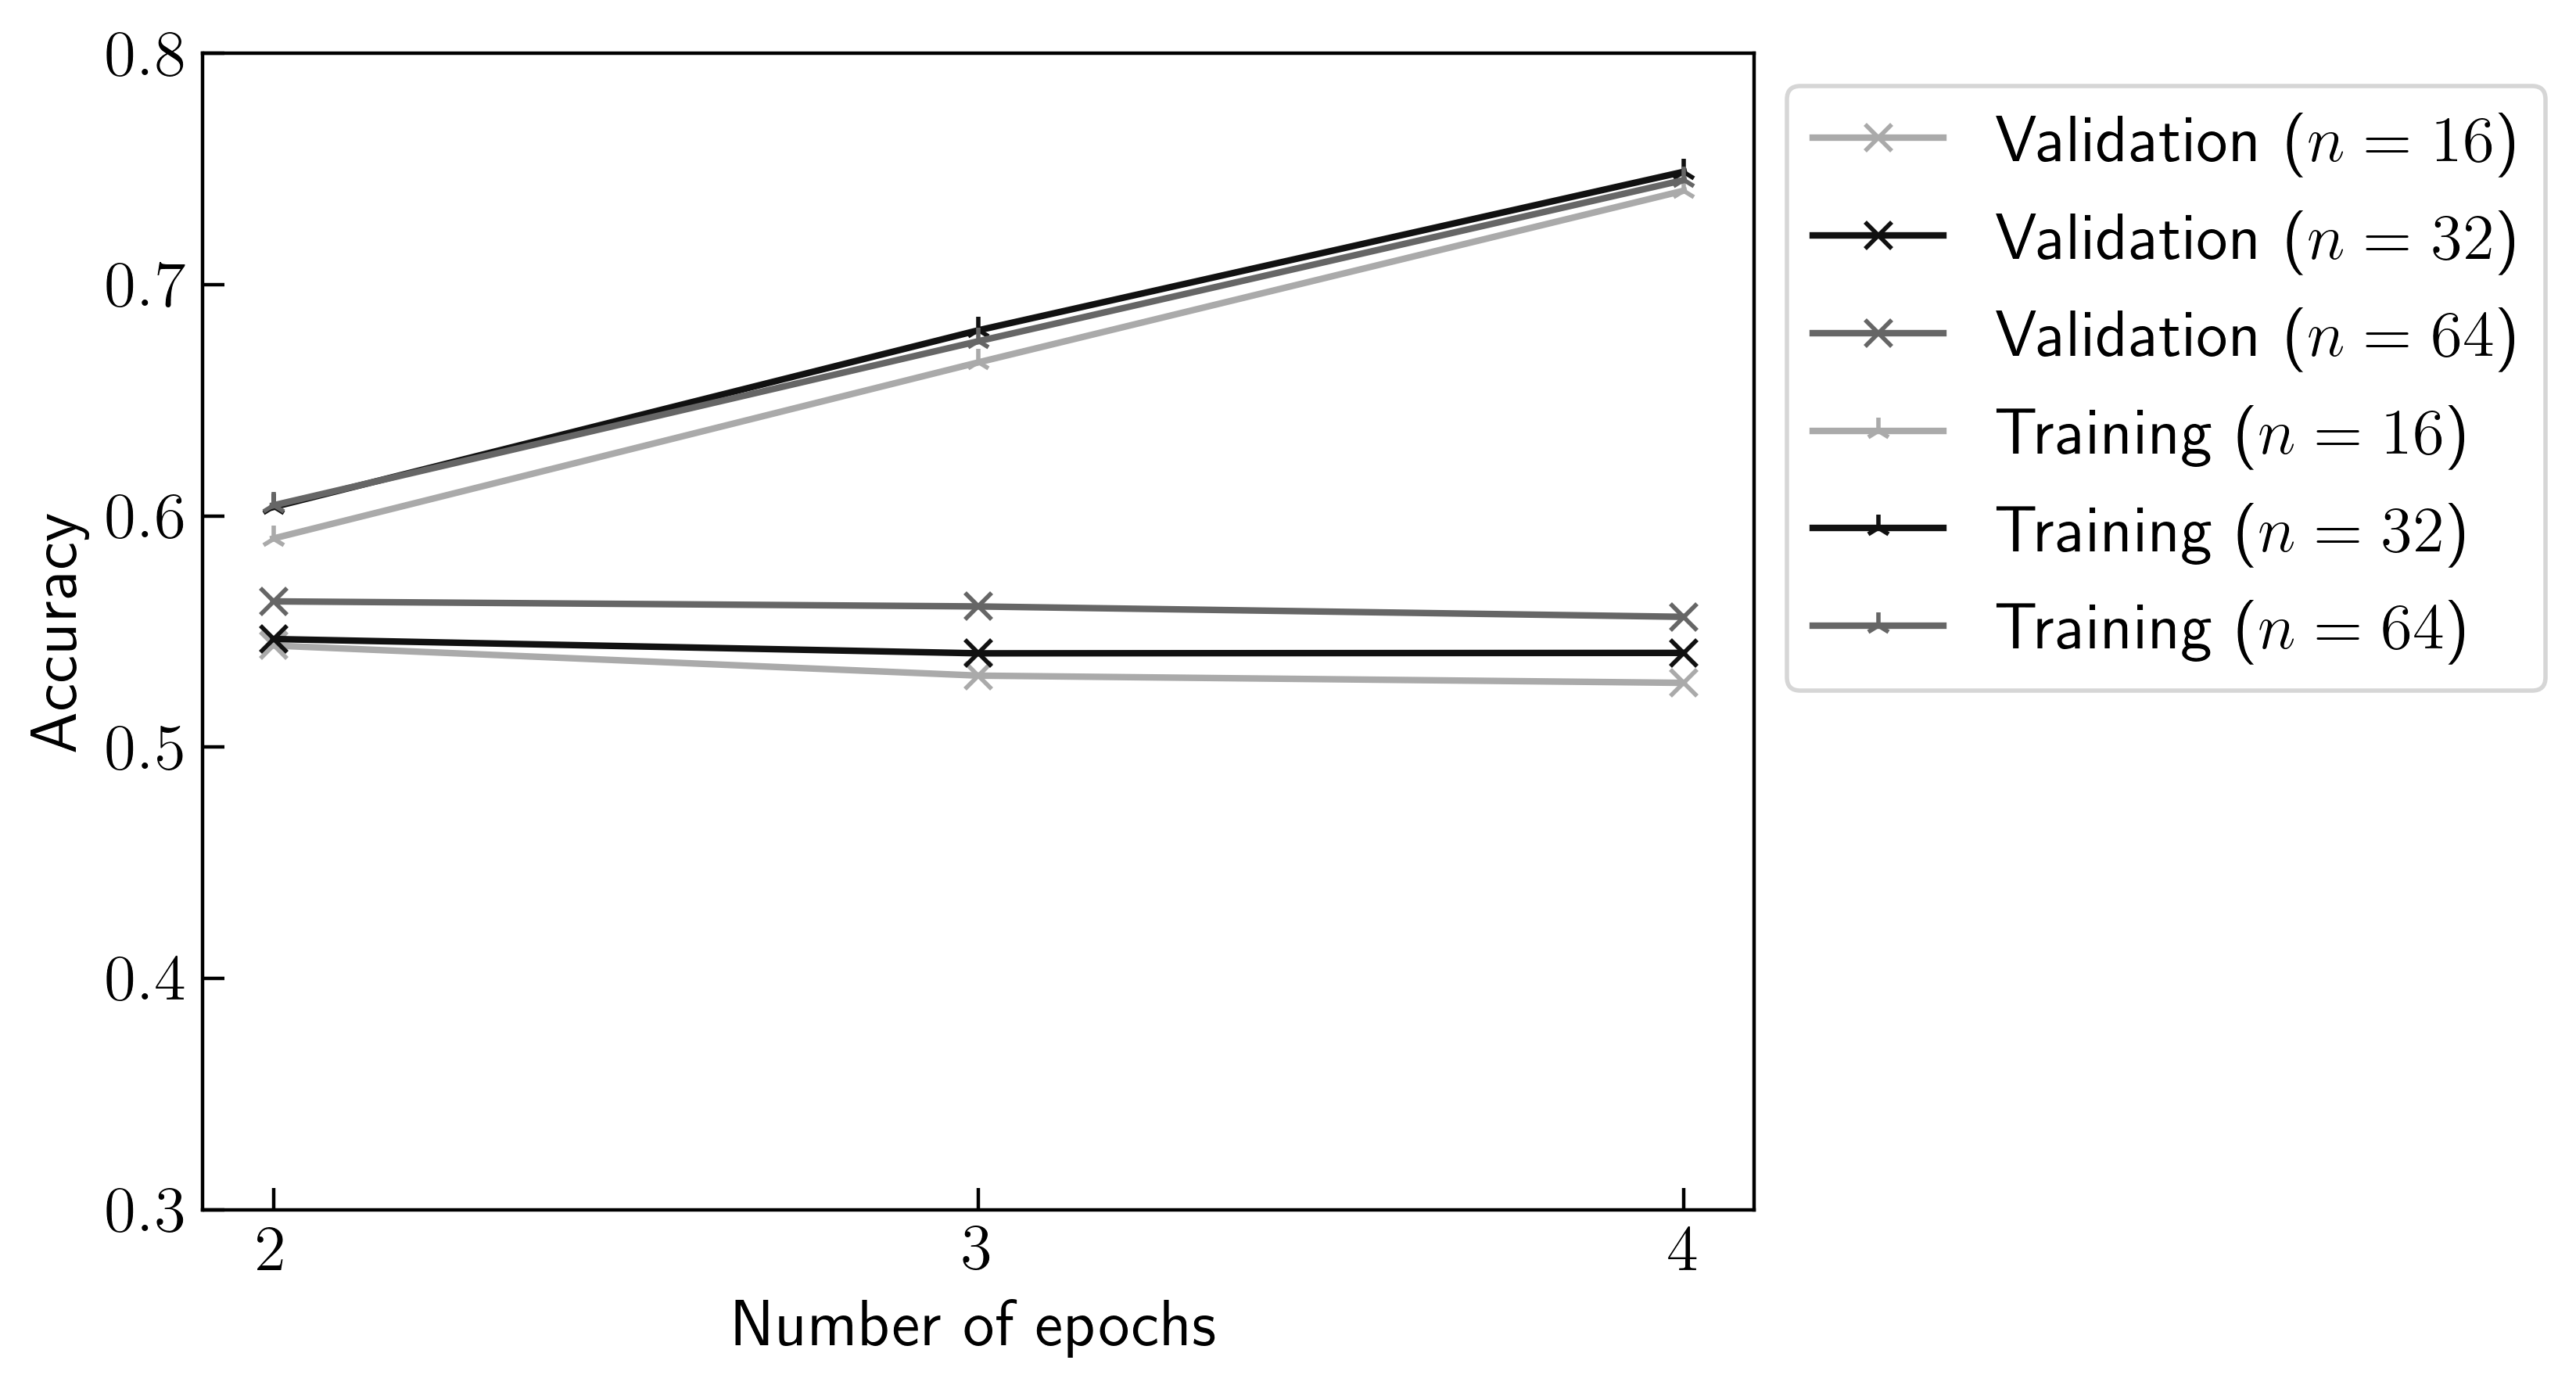 0.8
0.7
0.6
0.5
0.4
0.3
Accuracy
2 3 4
Number of epochs
Validation (n = 16)
Validation (n = 32)
Validation (n = 64)
Training (n = 16)
Training (n = 32)
Training (n = 64)